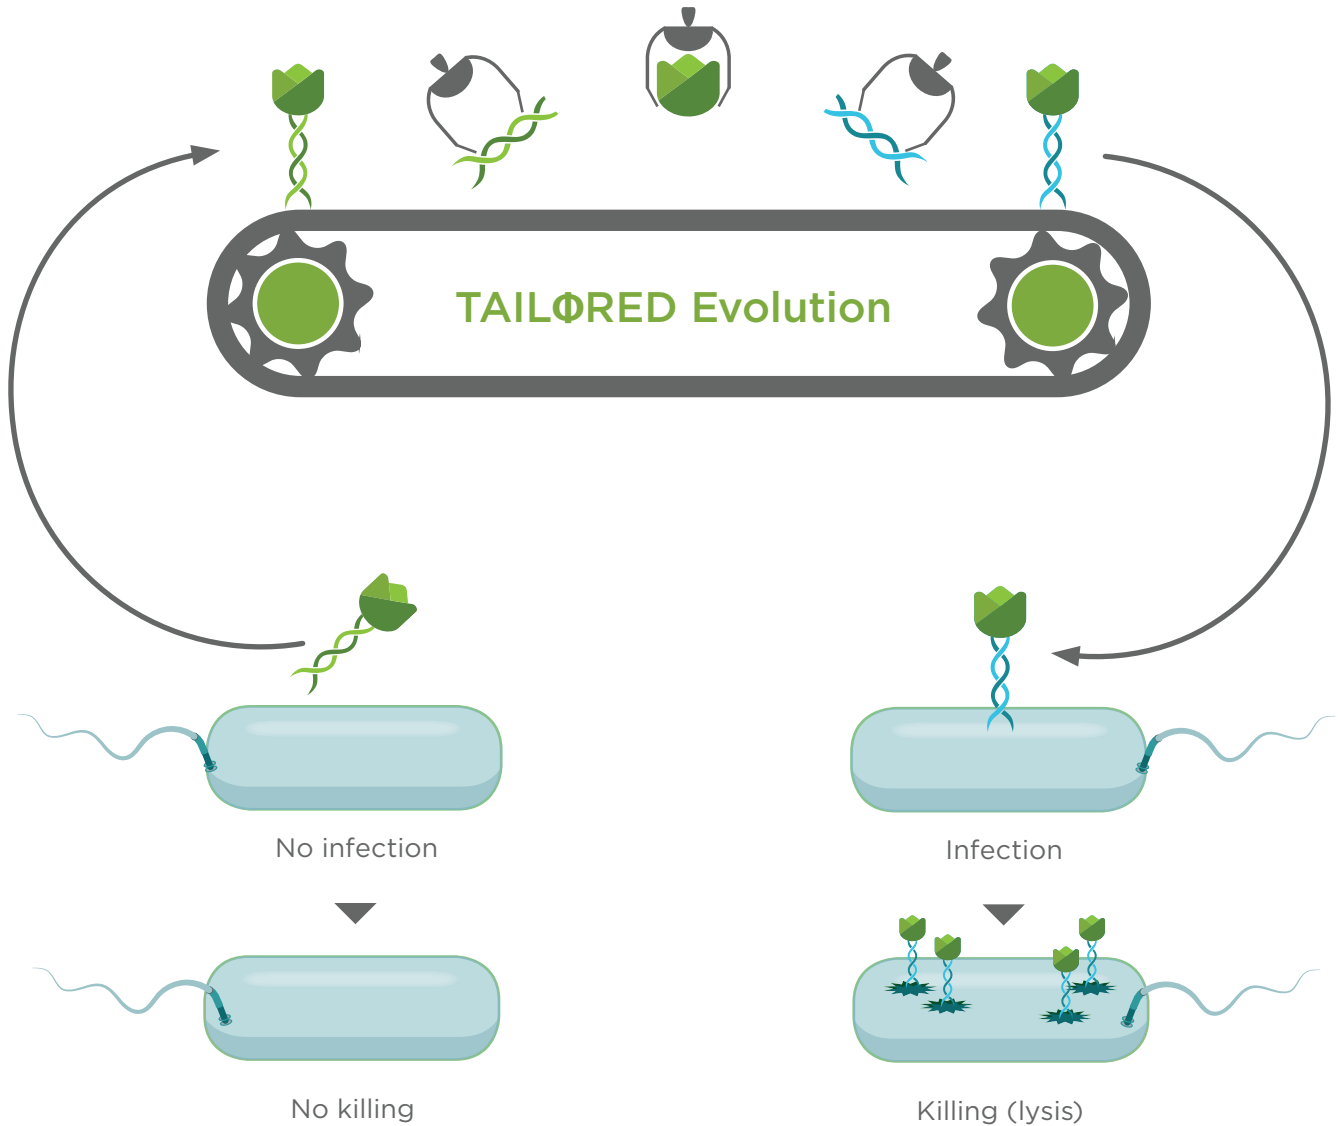 TAILΦRED Evolution
No infection
Infection
No killing
Killing (lysis)